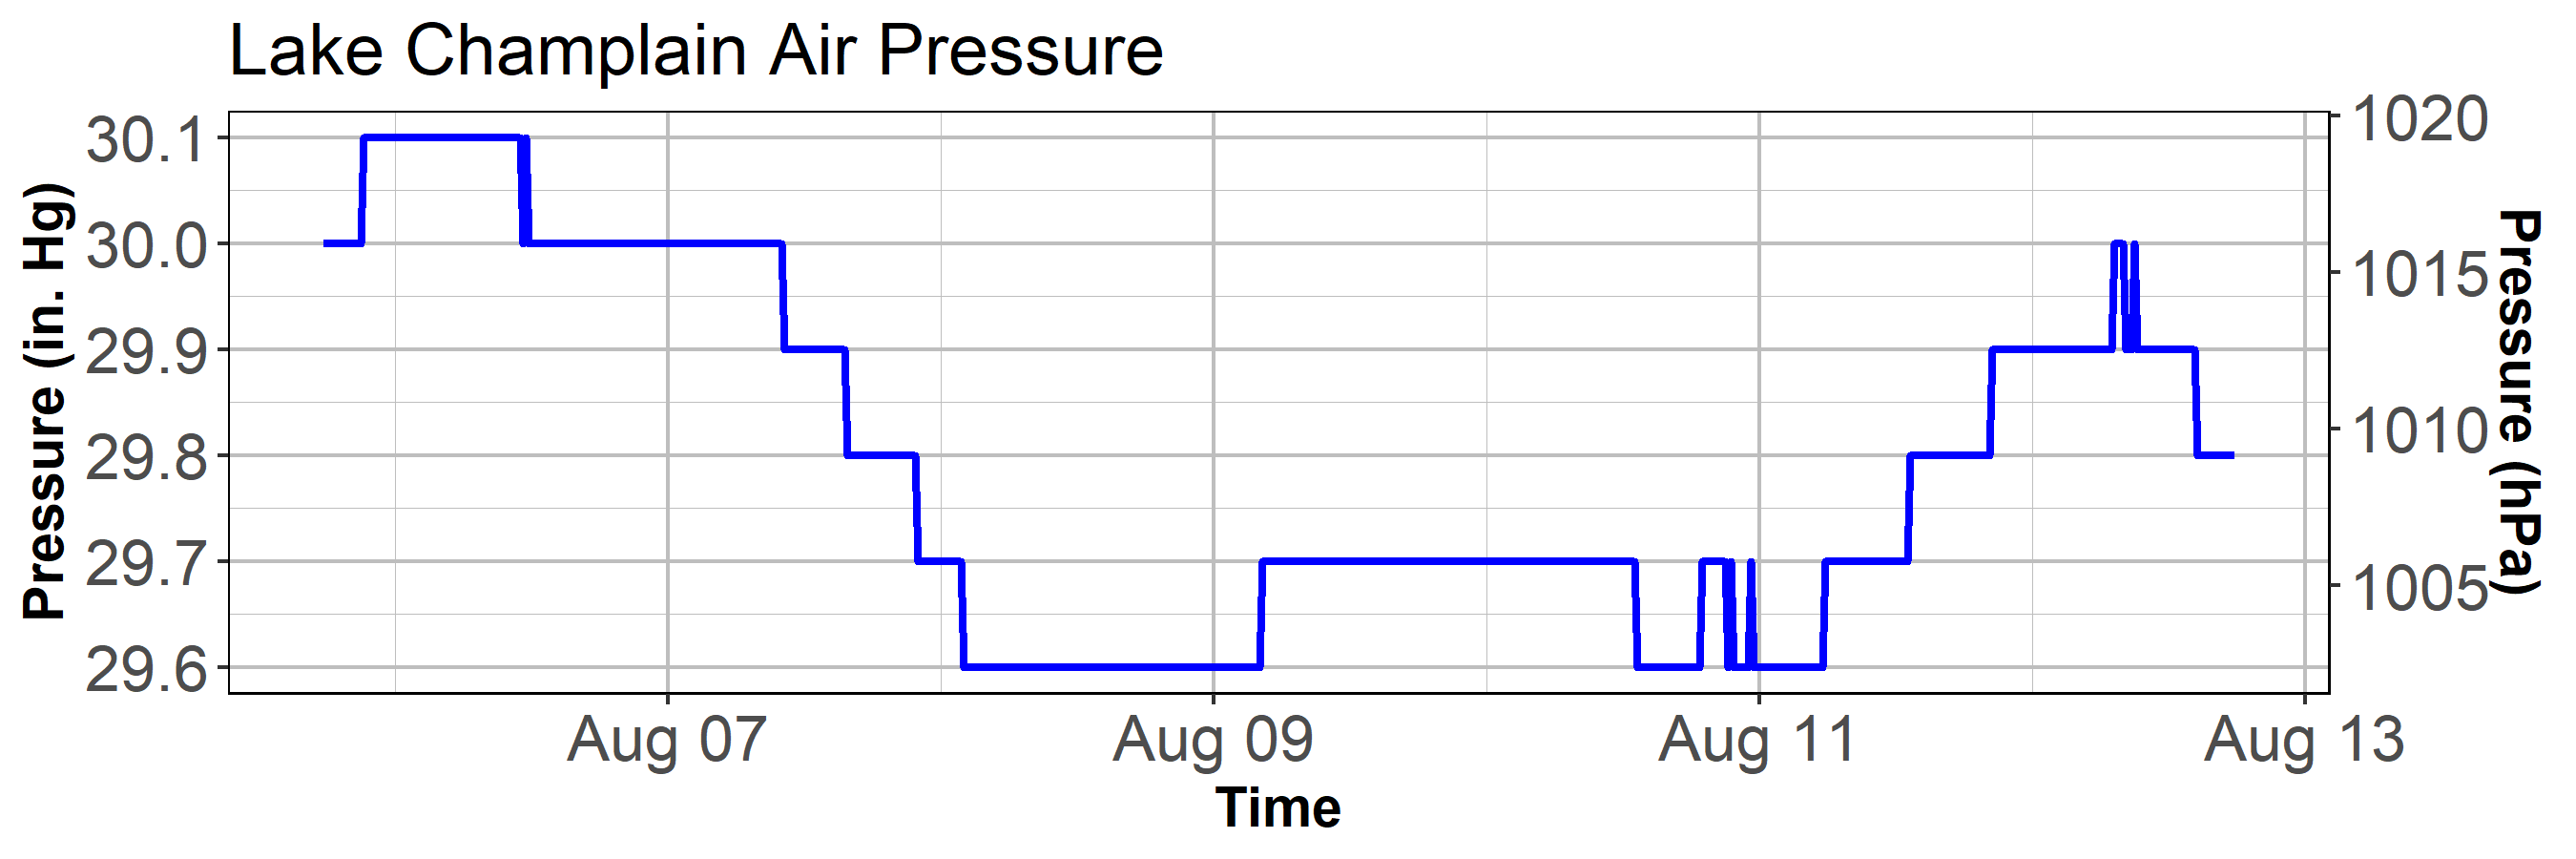 Lake Champlain Air Pressure
Pressure (in. Hg)
30.1
30.0
29.9
29.8
29.7
29.6
1020
1015
1010
1005
Pressure (hPa)
Aug 07 Aug 09 Aug 11 Aug 13
Time